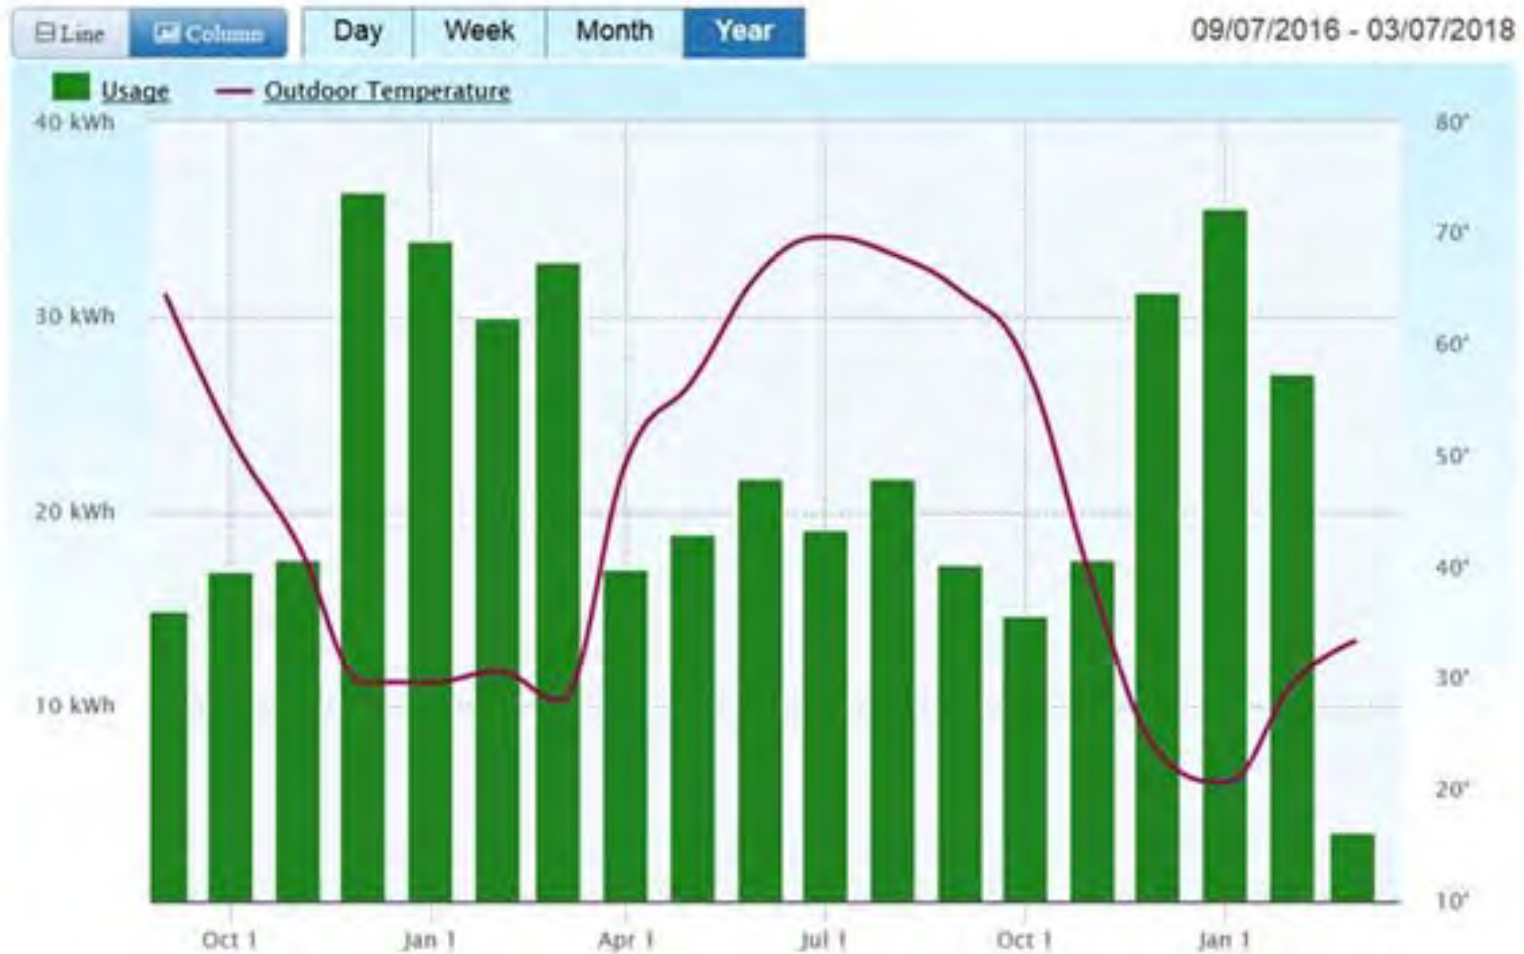 Line Column Day Week Month Year 09/07/2016 - 03/07/2018
Usage Outdoor Temperature
40 kWh 80°
70°
30 kWh
60°
50°
20 kWh
40°
10 kWh 30°
20°
10°
Oct 1 Jan 1 Apr 1 Jul 1 Oct 1 Jan 1